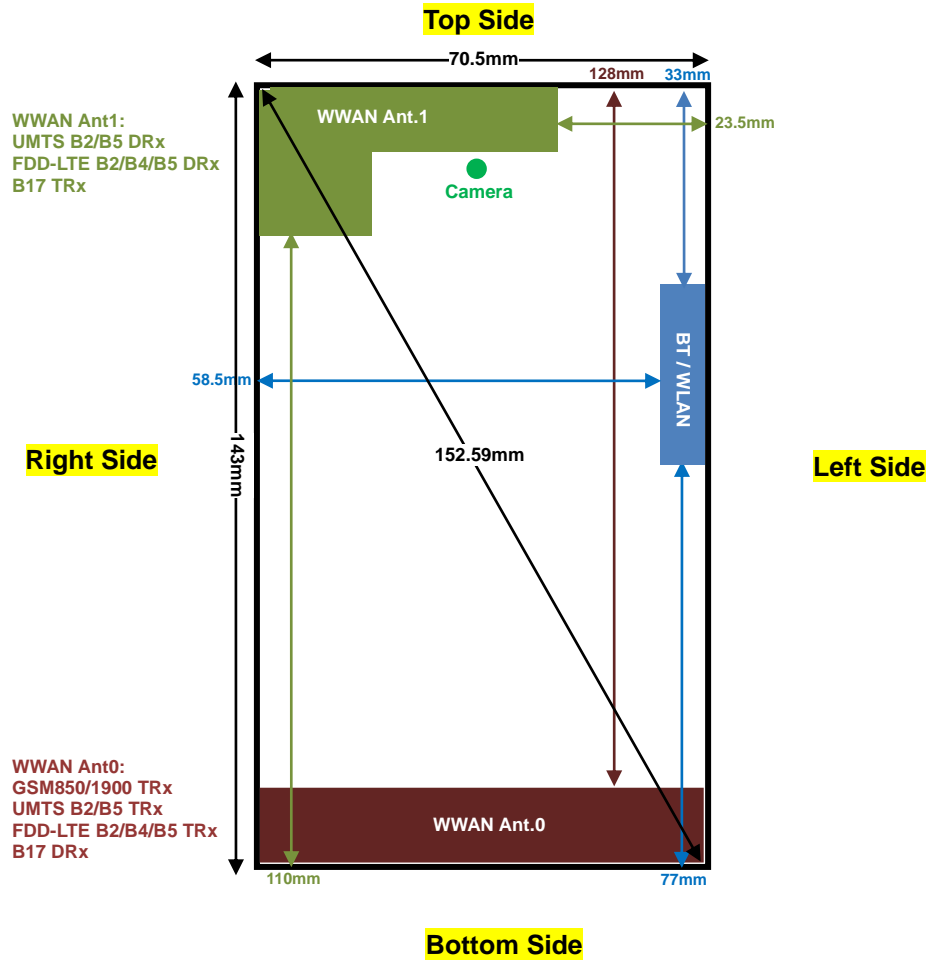 Top Side
70.5mm
128mm
33mm
WWAN Ant1:
UMTS B2/B5 DRx
FDD-LTE B2/B4/B5 DRx
B17 TRx
WWAN Ant.1
23.5mm
Camera
BT / WLAN
58.5mm
Right Side
143mm
152.59mm
Left Side
WWAN Ant0:
GSM850/1900 TRx
UMTS B2/B5 TRx
FDD-LTE B2/B4/B5 TRx
B17 DRx
WWAN Ant.0
110mm
77mm
Bottom Side